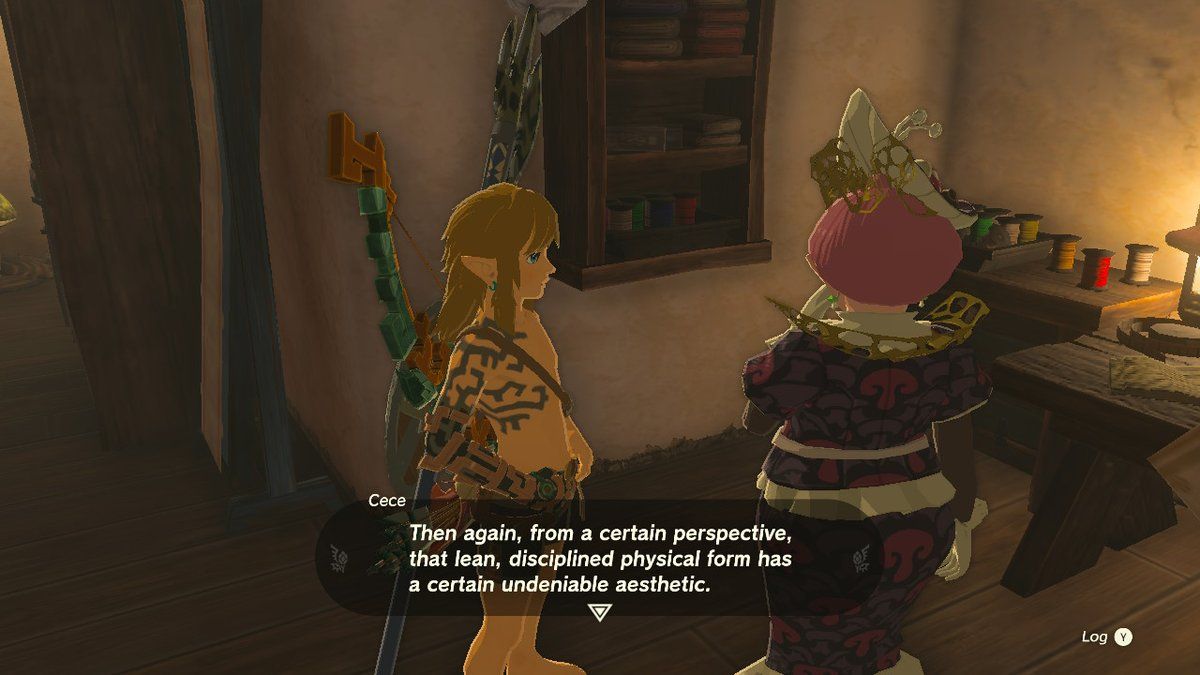 Cece
Then again, from a certain perspective,
that lean, disciplined physical form has
a certain undeniable aesthetic.
Log Y